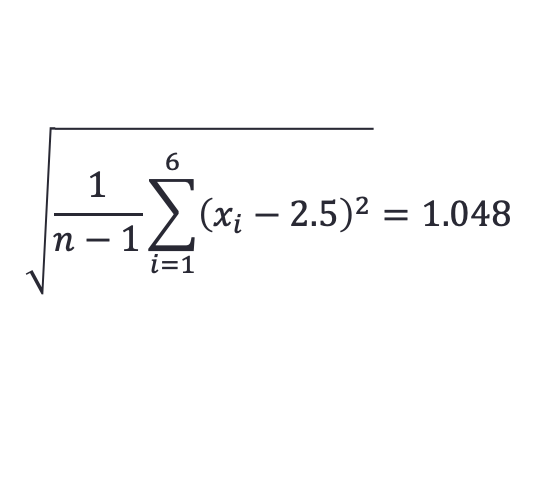 √(1/(n − 1) ∑_{i=1}^{6} (x_i − 2.5)²) = 1.048